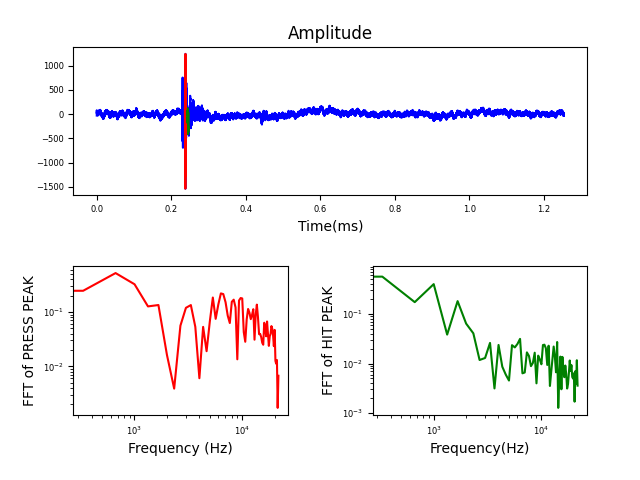 Amplitude
1000
500
0
−500
−1000
−1500
0.0 0.2 0.4 0.6 0.8 1.0 1.2
Time(ms)
FFT of PRESS PEAK
10⁻¹
10⁻²
10³ 10⁴
Frequency (Hz)
FFT of HIT PEAK
10⁻¹
10⁻²
10⁻³
10³ 10⁴
Frequency(Hz)